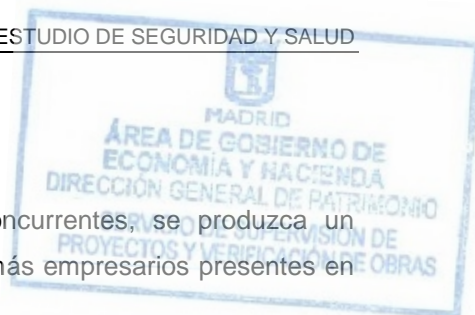 ESTUDIO DE SEGURIDAD Y SALUD
MADRID
ÁREA DE GOBIERNO DE
ECONOMÍA Y HACIENDA
DIRECCIÓN GENERAL DE PATRIMONIO
SERVICIO DE SUPERVISIÓN DE
PROYECTOS Y VERIFICACIÓN DE OBRAS
oncurrentes, se produzca un
más empresarios presentes en